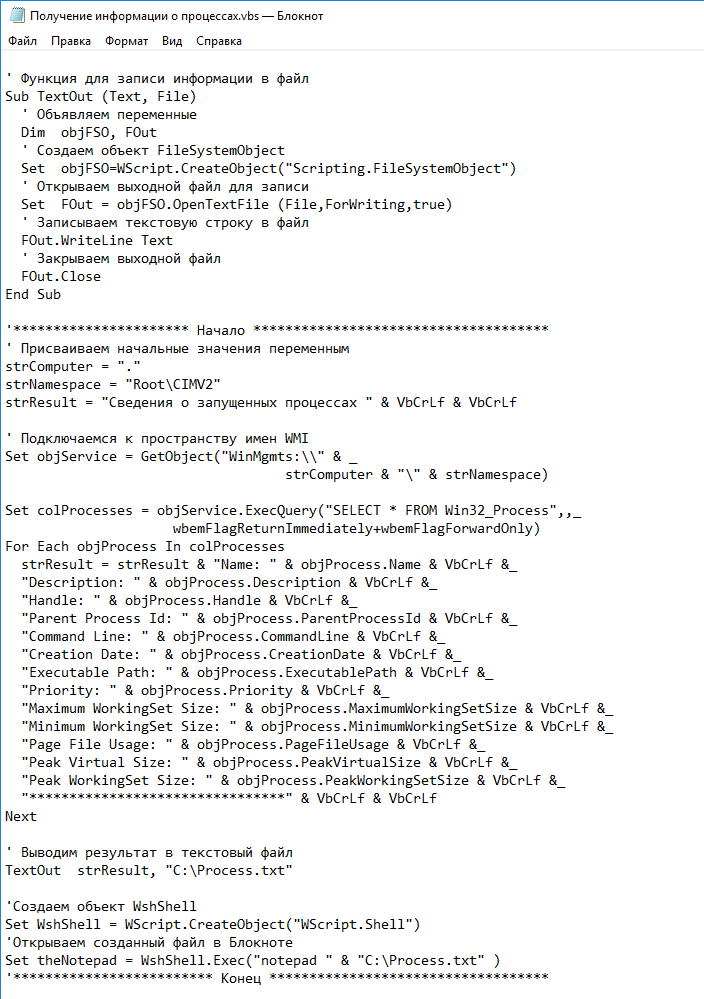 Получение информации о процессах.vbs — Блокнот
Файл Правка Формат Вид Справка
' Функция для записи информации в файл
Sub TextOut (Text, File)
  ' Объявляем переменные
  Dim  objFSO, FOut
  ' Создаем объект FileSystemObject
  Set  objFSO=WScript.CreateObject("Scripting.FileSystemObject")
  ' Открываем выходной файл для записи
  Set  FOut = objFSO.OpenTextFile (File,ForWriting,true)
  ' Записываем текстовую строку в файл
  FOut.WriteLine Text
  ' Закрываем выходной файл
  FOut.Close
End Sub

'********************** Начало *************************************
' Присваиваем начальные значения переменным
strComputer = "."
strNamespace = "Root\CIMV2"
strResult = "Сведения о запущенных процессах " & VbCrLf & VbCrLf

' Подключаемся к пространству имен WMI
Set objService = GetObject("WinMgmts:\\" & _
                                   strComputer & "\" & strNamespace)

Set colProcesses = objService.ExecQuery("SELECT * FROM Win32_Process",,_
                     wbemFlagReturnImmediately+wbemFlagForwardOnly)
For Each objProcess In colProcesses
  strResult = strResult & "Name: " & objProcess.Name & VbCrLf &_
  "Description: " & objProcess.Description & VbCrLf &_
  "Handle: " & objProcess.Handle & VbCrLf &_
  "Parent Process Id: " & objProcess.ParentProcessId & VbCrLf &_
  "Command Line: " & objProcess.CommandLine & VbCrLf &_
  "Creation Date: " & objProcess.CreationDate & VbCrLf &_
  "Executable Path: " & objProcess.ExecutablePath & VbCrLf &_
  "Priority: " & objProcess.Priority & VbCrLf &_
  "Maximum WorkingSet Size: " & objProcess.MaximumWorkingSetSize & VbCrLf &_
  "Minimum WorkingSet Size: " & objProcess.MinimumWorkingSetSize & VbCrLf &_
  "Page File Usage: " & objProcess.PageFileUsage & VbCrLf &_
  "Peak Virtual Size: " & objProcess.PeakVirtualSize & VbCrLf &_
  "Peak WorkingSet Size: " & objProcess.PeakWorkingSetSize & VbCrLf &_
  "********************************" & VbCrLf & VbCrLf
Next

' Выводим результат в текстовый файл
TextOut  strResult, "C:\Process.txt"

'Создаем объект WshShell
Set WshShell = WScript.CreateObject("WScript.Shell")
'Открываем созданный файл в Блокноте
Set theNotepad = WshShell.Exec("notepad " & "C:\Process.txt" )
'************************* Конец ***********************************